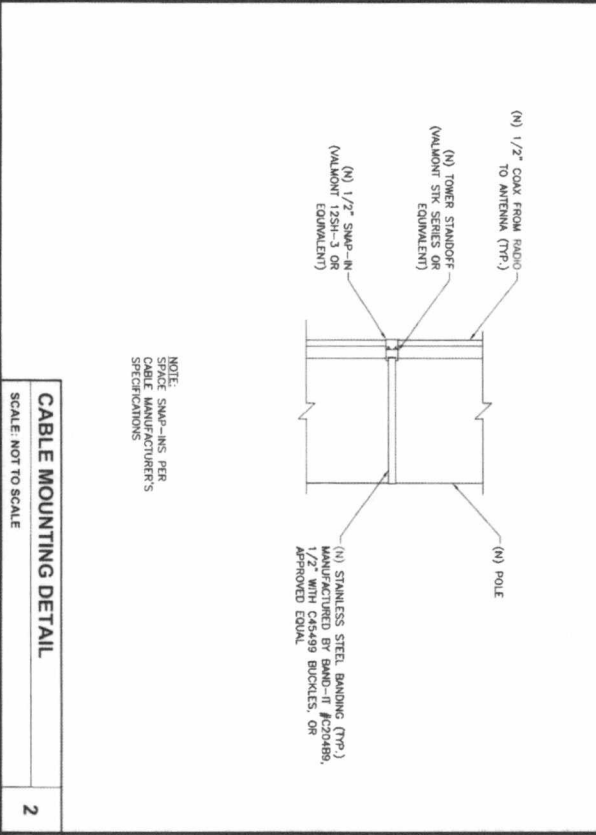 (N) 1/2" COAX FROM RADIO
TO ANTENNA (TYP.)
(N) TOWER STANDOFF
(VALMONT STK SERIES OR
EQUIVALENT)
(N) 1/2" SNAP-IN
(VALMONT 12SH-3 OR
EQUIVALENT)
(N) POLE
(N) STAINLESS STEEL BANDING (TYP.)
MANUFACTURED BY BAND-IT #C204B9,
1/2" WITH C45499 BUCKLES, OR
APPROVED EQUAL
NOTE:
SPACE SNAP-INS PER
CABLE MANUFACTURER'S
SPECIFICATIONS
CABLE MOUNTING DETAIL
SCALE: NOT TO SCALE
2